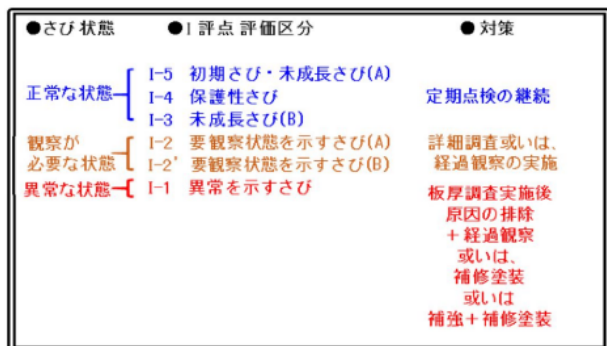 ●さび状態 ●I 評点 評価区分 ●対策
正常な状態 I-5 初期さび・未成長さび(A)
I-4 保護性さび
I-3 未成長さび(B)
定期点検の継続
観察が必要な状態 I-2 要観察状態を示すさび(A)
I-2' 要観察状態を示すさび(B)
詳細調査或いは、
経過観察の実施
異常な状態 I-1 異常を示すさび
板厚調査実施後
原因の排除
+経過観察
或いは、
補修塗装
或いは
補強+補修塗装